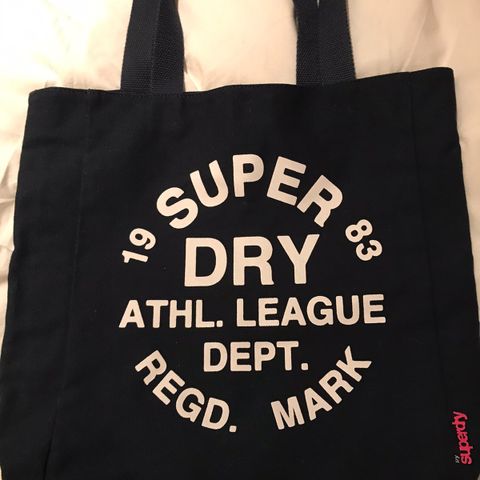 SUPER
19 83
DRY
ATHL. LEAGUE
DEPT.
REGD. MARK
superdry